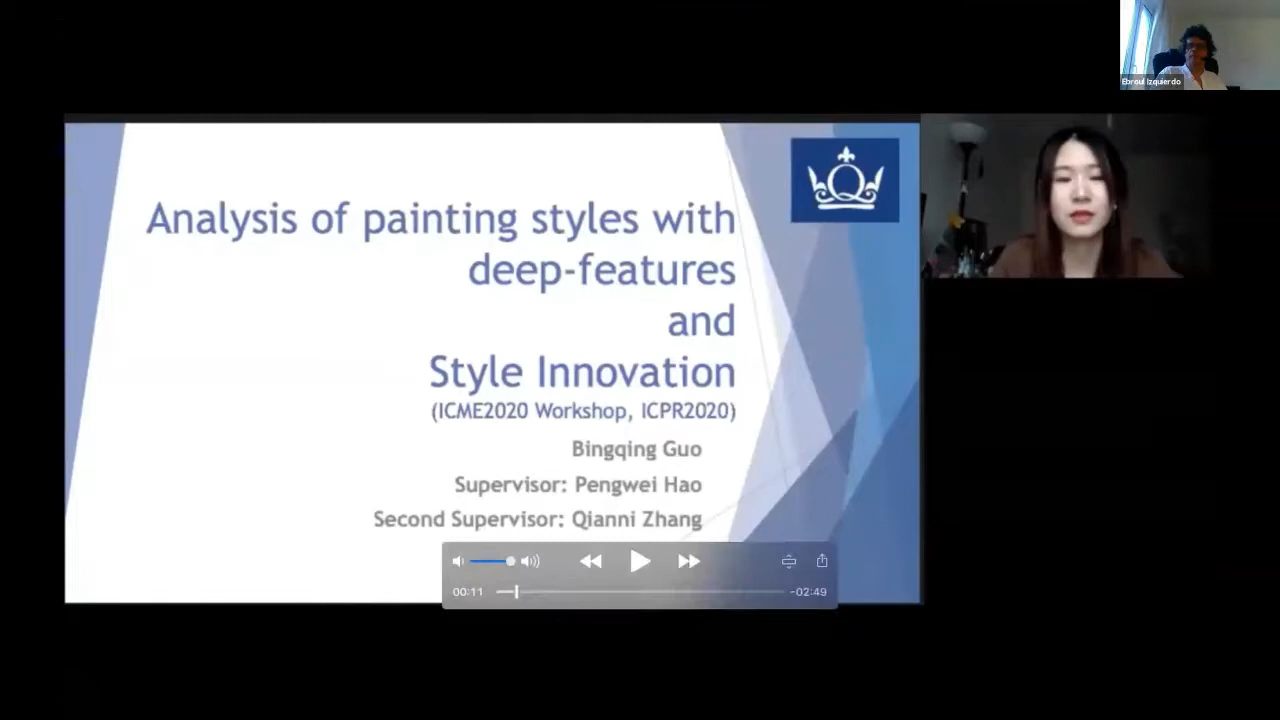 Ebroul Izquierdo
Analysis of painting styles with
deep-features
and
Style Innovation
(ICME2020 Workshop, ICPR2020)
Bingqing Guo
Supervisor: Pengwei Hao
Second Supervisor: Qianni Zhang
00:11
-02:49